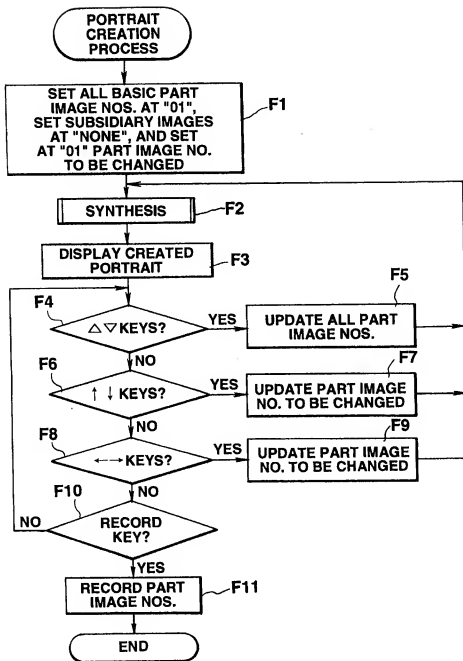 PORTRAIT
CREATION
PROCESS
SET ALL BASIC PART
IMAGE NOS. AT "01",
SET SUBSIDIARY IMAGES
AT "NONE", AND SET
AT "01" PART IMAGE NO.
TO BE CHANGED
F1
SYNTHESIS
F2
DISPLAY CREATED
PORTRAIT
F3
F4
△▽ KEYS?
YES
F5
UPDATE ALL PART
IMAGE NOS.
NO
F6
↑ ↓ KEYS?
YES
F7
UPDATE PART IMAGE
NO. TO BE CHANGED
NO
F8
←→ KEYS?
YES
F9
UPDATE PART IMAGE
NO. TO BE CHANGED
NO
F10
NO
RECORD
KEY?
YES
RECORD PART
IMAGE NOS.
F11
END